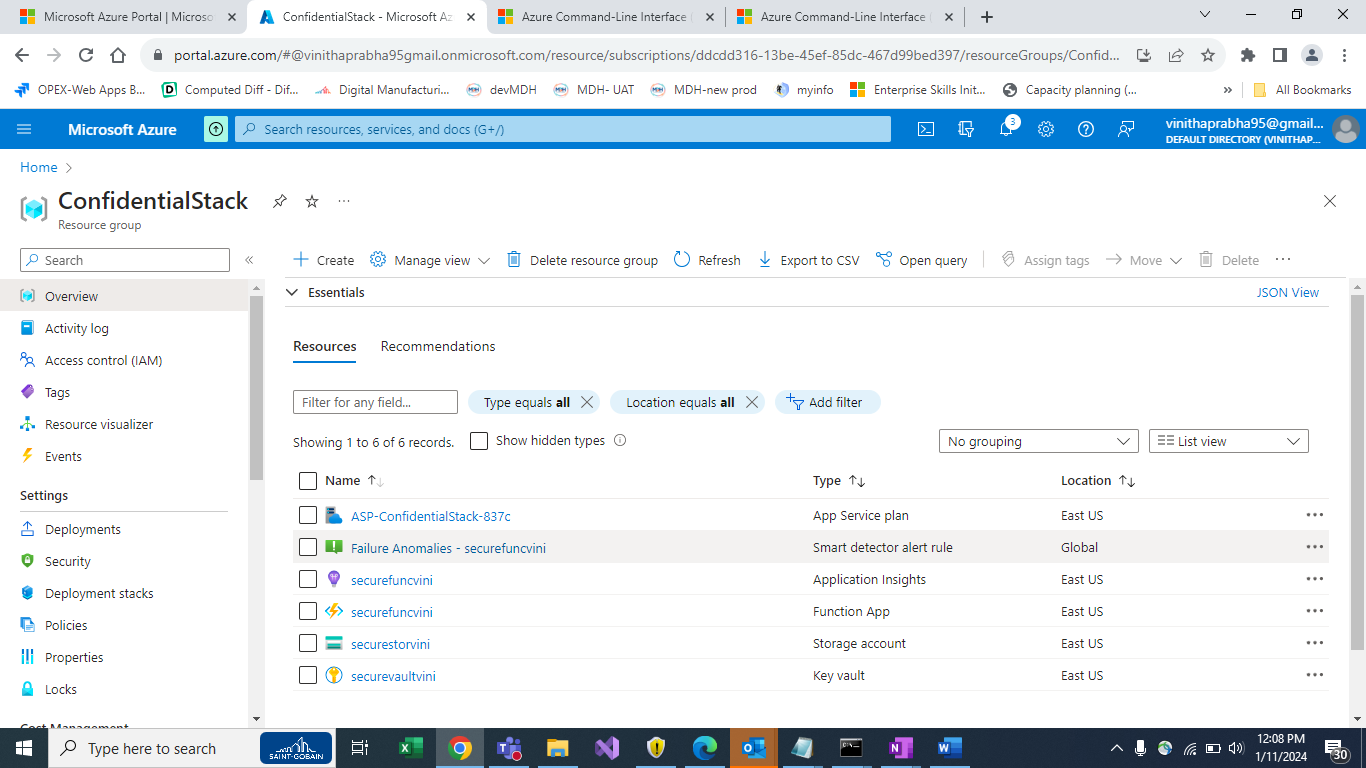 Microsoft Azure Portal | Microso
ConfidentialStack - Microsoft Az
Azure Command-Line Interface (
Azure Command-Line Interface (
portal.azure.com/#@vinithaprabha95gmail.onmicrosoft.com/resource/subscriptions/ddcdd316-13be-45ef-85dc-467d99bed397/resourceGroups/Confid...
OPEX-Web Apps B...
Computed Diff - Dif...
Digital Manufacturi...
devMDH
MDH- UAT
MDH-new prod
myinfo
Enterprise Skills Init...
Capacity planning (...
»
All Bookmarks
Microsoft Azure
Search resources, services, and docs (G+/)
3
vinithaprabha95@gmail....
DEFAULT DIRECTORY (VINITHAP...
Home
ConfidentialStack
...
Resource group
Search
«
Create
Manage view
Delete resource group
Refresh
Export to CSV
Open query
Assign tags
Move
Delete
...
Overview
Activity log
Access control (IAM)
Tags
Resource visualizer
Events
Settings
Deployments
Security
Deployment stacks
Policies
Properties
Locks
Cost Management
Essentials
JSON View
Resources
Recommendations
Filter for any field...
Type equals all
Location equals all
Add filter
Showing 1 to 6 of 6 records.
Show hidden types
No grouping
List view
Name
Type
Location
ASP-ConfidentialStack-837c
App Service plan
East US
Failure Anomalies - securefuncvini
Smart detector alert rule
Global
securefuncvini
Application Insights
East US
securefuncvini
Function App
East US
securestorvini
Storage account
East US
securevaultvini
Key vault
East US
Type here to search
SAINT-GOBAIN
12:08 PM
1/11/2024
30